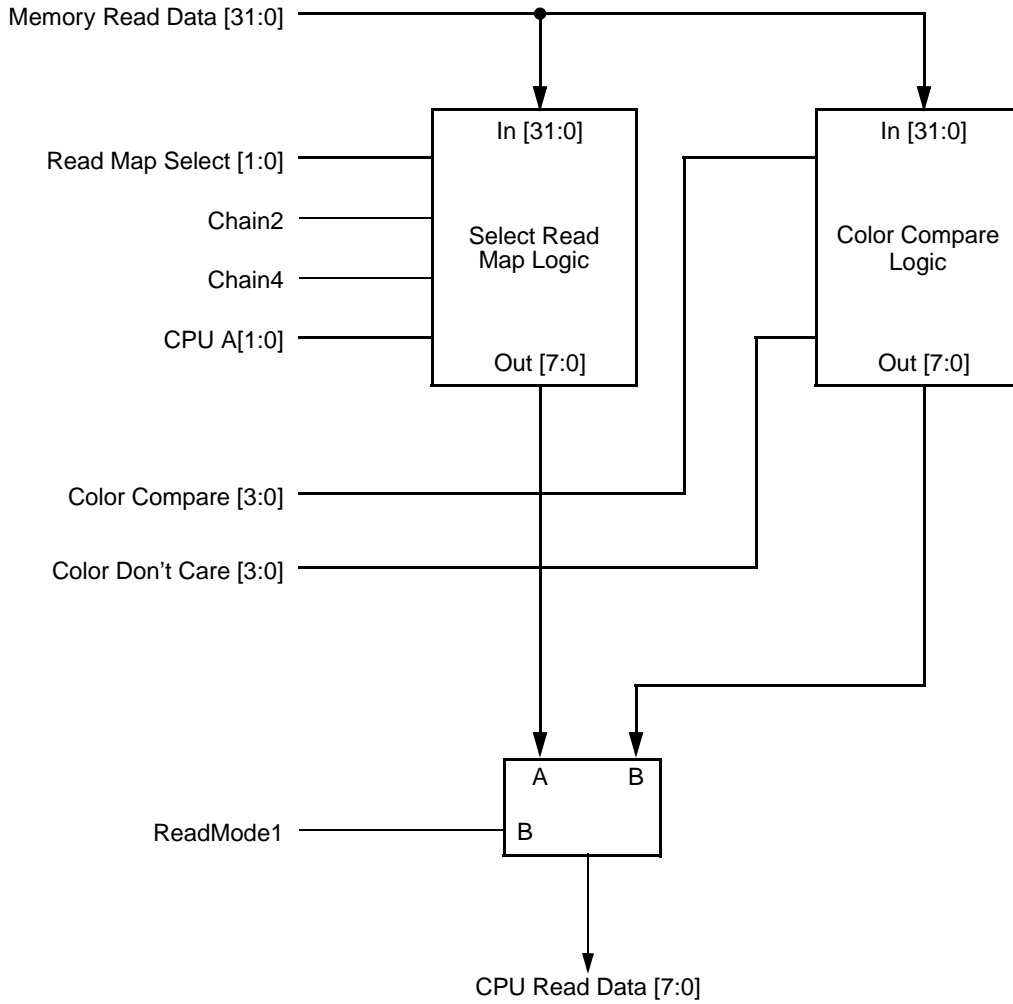 Memory Read Data [31:0]
In [31:0]
In [31:0]
Read Map Select [1:0]
Chain2
Select Read
Map Logic
Color Compare
Logic
Chain4
CPU A[1:0]
Out [7:0]
Out [7:0]
Color Compare [3:0]
Color Don't Care [3:0]
A
B
ReadMode1
B
CPU Read Data [7:0]